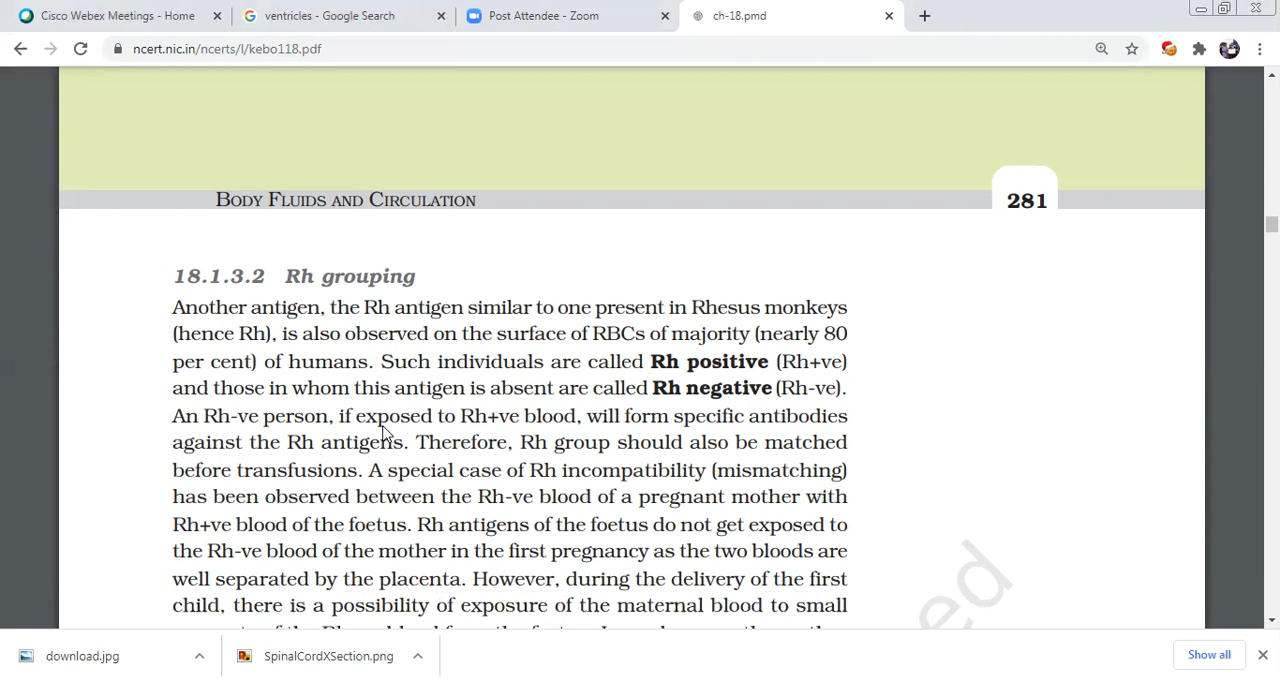 Cisco Webex Meetings - Home
ventricles - Google Search
Post Attendee - Zoom
ch-18.pmd
ncert.nic.in/ncerts/l/kebo118.pdf
BODY FLUIDS AND CIRCULATION
281
18.1.3.2 Rh grouping
Another antigen, the Rh antigen similar to one present in Rhesus monkeys
(hence Rh), is also observed on the surface of RBCs of majority (nearly 80
per cent) of humans. Such individuals are called Rh positive (Rh+ve)
and those in whom this antigen is absent are called Rh negative (Rh-ve).
An Rh-ve person, if exposed to Rh+ve blood, will form specific antibodies
against the Rh antigens. Therefore, Rh group should also be matched
before transfusions. A special case of Rh incompatibility (mismatching)
has been observed between the Rh-ve blood of a pregnant mother with
Rh+ve blood of the foetus. Rh antigens of the foetus do not get exposed to
the Rh-ve blood of the mother in the first pregnancy as the two bloods are
well separated by the placenta. However, during the delivery of the first
child, there is a possibility of exposure of the maternal blood to small
ed
download.jpg
SpinalCordXSection.png
Show all